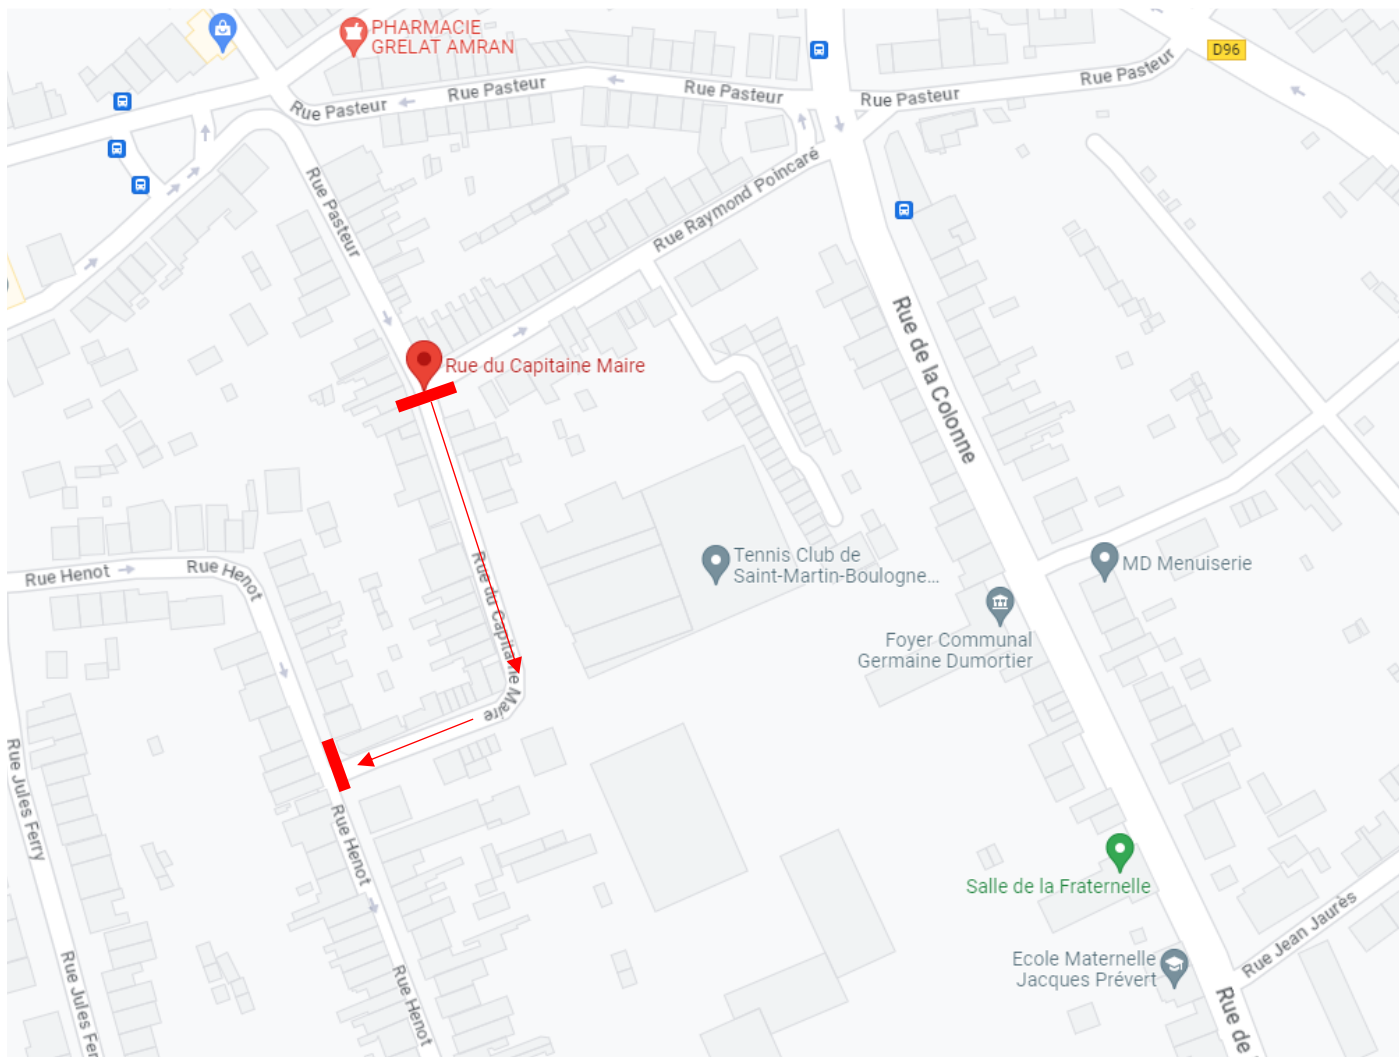 PHARMACIE
GRELAT AMRAN
D96
Rue Pasteur
Rue Pasteur
Rue Pasteur
Rue Pasteur
Rue Pasteur
Rue Pasteur
Rue Raymond Poincaré
Rue du Capitaine Maire
Rue de la Colonne
Rue du Capitaine Maire
Tennis Club de
Saint-Martin-Boulogne...
MD Menuiserie
Rue Henot
Rue Henot
Foyer Communal
Germaine Dumortier
Rue Jules Ferry
Rue Henot
Salle de la Fraternelle
Rue Jean Jaurès
Ecole Maternelle
Jacques Prévert
Rue Jules Fer
Rue Henot
Rue de